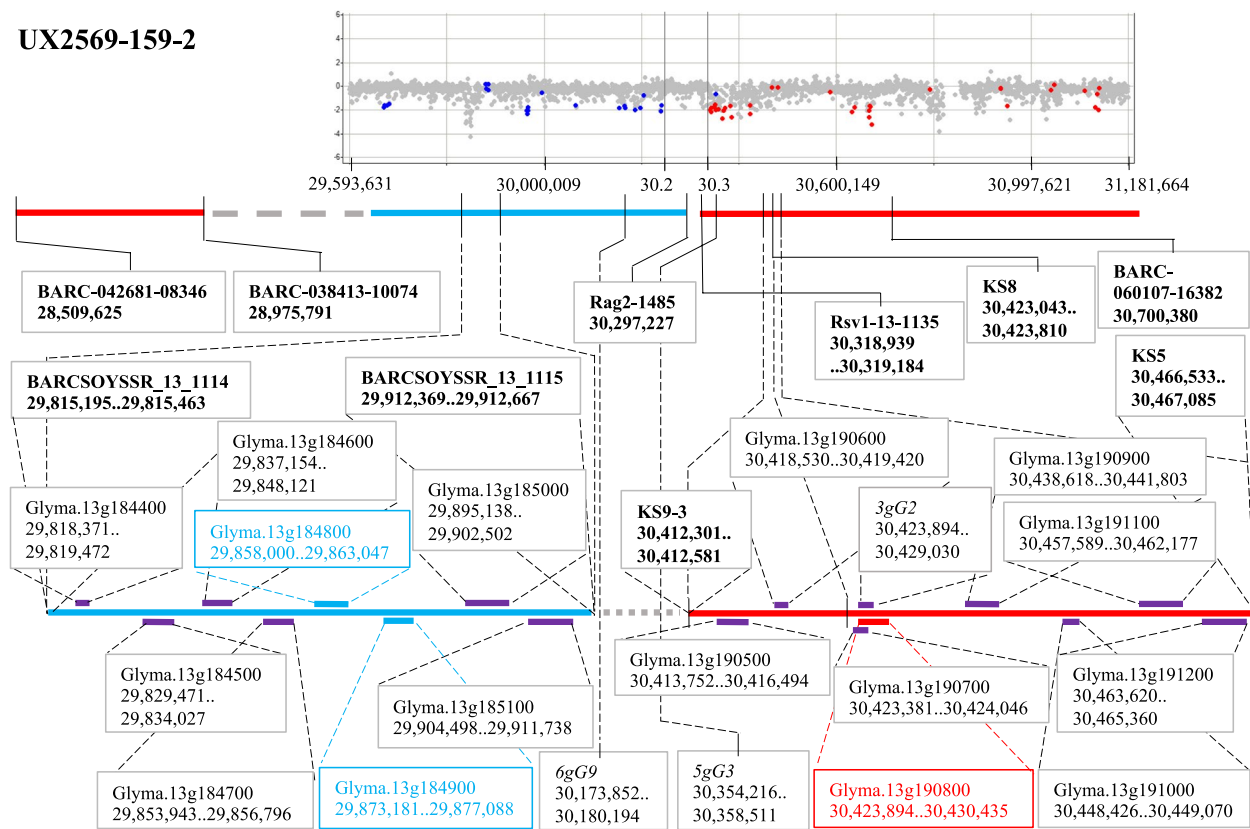 UX2569-159-2
6
4
2
0
-2
-4
-6
29,593,631
30,000,009
30.2
30.3
30,600,149
30,997,621
31,181,664
BARC-042681-08346
28,509,625
BARC-038413-10074
28,975,791
Rag2-1485
30,297,227
Rsv1-13-1135
30,318,939
..30,319,184
KS8
30,423,043..
30,423,810
BARC-
060107-16382
30,700,380
BARCSOYSSR_13_1114
29,815,195..29,815,463
BARCSOYSSR_13_1115
29,912,369..29,912,667
KS5
30,466,533..
30,467,085
Glyma.13g184400
29,818,371..
29,819,472
Glyma.13g184600
29,837,154..
29,848,121
Glyma.13g184800
29,858,000..29,863,047
Glyma.13g185000
29,895,138..
29,902,502
KS9-3
30,412,301..
30,412,581
Glyma.13g190600
30,418,530..30,419,420
3gG2
30,423,894..
30,429,030
Glyma.13g190900
30,438,618..30,441,803
Glyma.13g191100
30,457,589..30,462,177
Glyma.13g184500
29,829,471..
29,834,027
Glyma.13g185100
29,904,498..29,911,738
Glyma.13g190500
30,413,752..30,416,494
Glyma.13g190700
30,423,381..30,424,046
Glyma.13g191200
30,463,620..
30,465,360
Glyma.13g184700
29,853,943..29,856,796
Glyma.13g184900
29,873,181..29,877,088
6gG9
30,173,852..
30,180,194
5gG3
30,354,216..
30,358,511
Glyma.13g190800
30,423,894..30,430,435
Glyma.13g191000
30,448,426..30,449,070